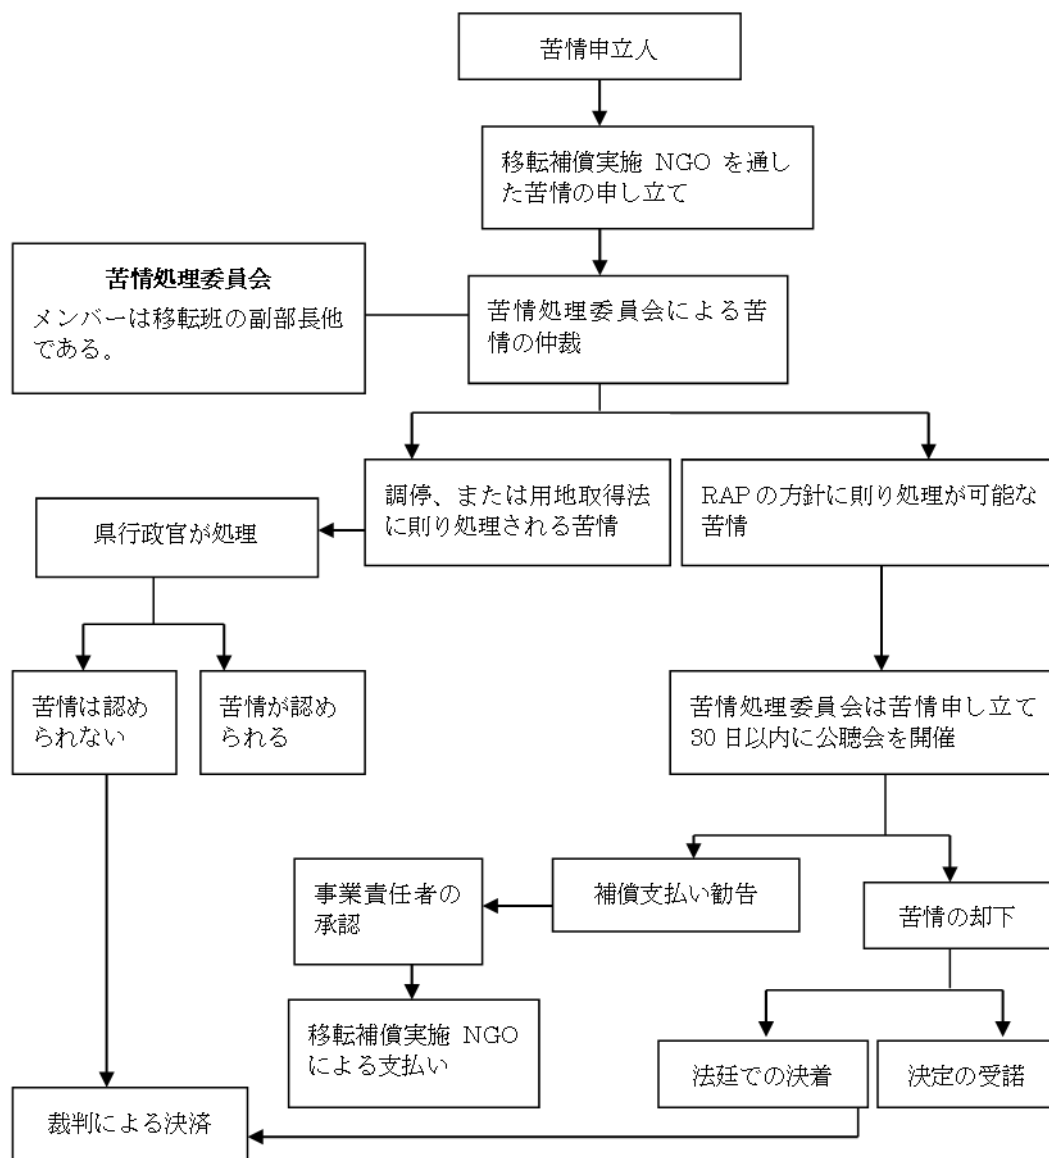 苦情申立人
移転補償実施 NGO を通し
た苦情の申し立て
苦情処理委員会
メンバーは移転班の副部長他
である。
苦情処理委員会による苦
情の仲裁
調停、または用地取得法
に則り処理される苦情
RAP の方針に則り処理が可能な
苦情
県行政官が処理
苦情は認め
られない
苦情が認め
られる
苦情処理委員会は苦情申し立て
30 日以内に公聴会を開催
事業責任者の
承認
補償支払い勧告
苦情の却下
移転補償実施 NGO
による支払い
法廷での決着
決定の受諾
裁判による決済